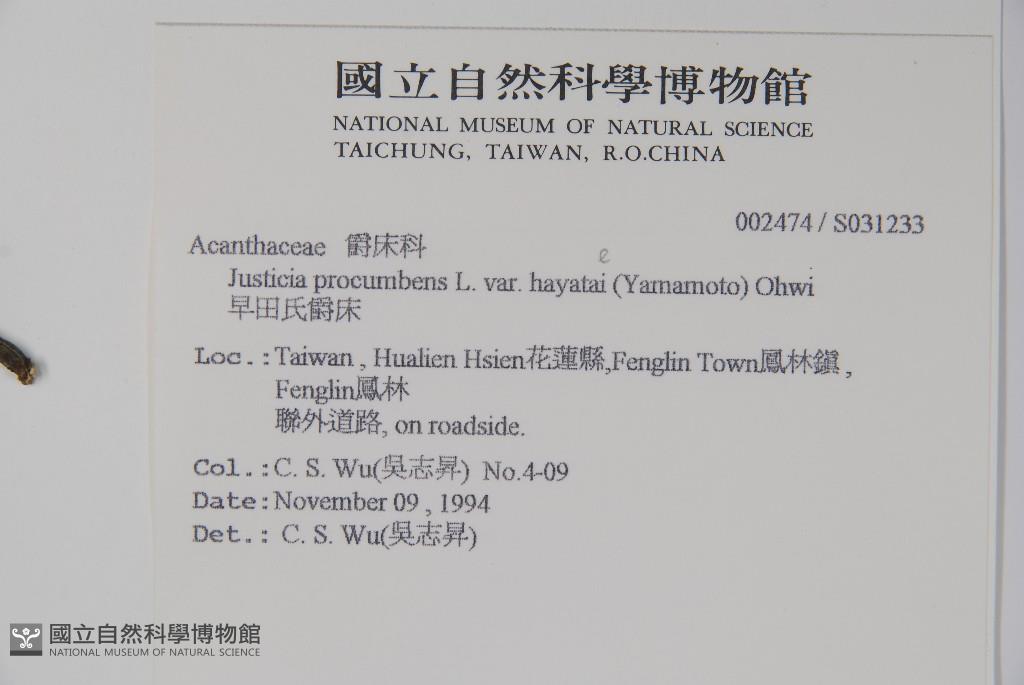 國立自然科學博物館
NATIONAL MUSEUM OF NATURAL SCIENCE
TAICHUNG, TAIWAN, R.O.CHINA
002474 / S031233
Acanthaceae 爵床科
e
Justicia procumbens L. var. hayatai (Yamamoto) Ohwi
早田氏爵床
Loc.:Taiwan , Hualien Hsien花蓮縣,Fenglin Town鳳林鎮 ,
Fenglin鳳林
聯外道路, on roadside.
Col.:C. S. Wu(吳志昇) No.4-09
Date:November 09 , 1994
Det.: C. S. Wu(吳志昇)
國立自然科學博物館
NATIONAL MUSEUM OF NATURAL SCIENCE